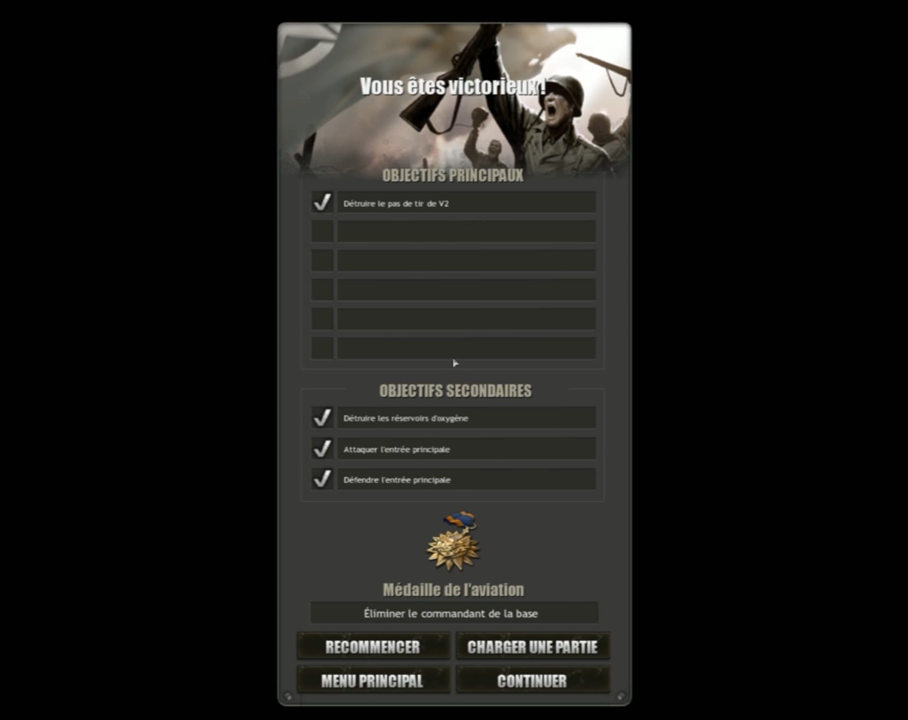 Vous êtes victorieux !
OBJECTIFS PRINCIPAUX
Détruire le pas de tir de V2
OBJECTIFS SECONDAIRES
Détruire les réservoirs d'oxygène
Attaquer l'entrée principale
Défendre l'entrée principale
Médaille de l'aviation
Éliminer le commandant de la base
RECOMMENCER
CHARGER UNE PARTIE
MENU PRINCIPAL
CONTINUER